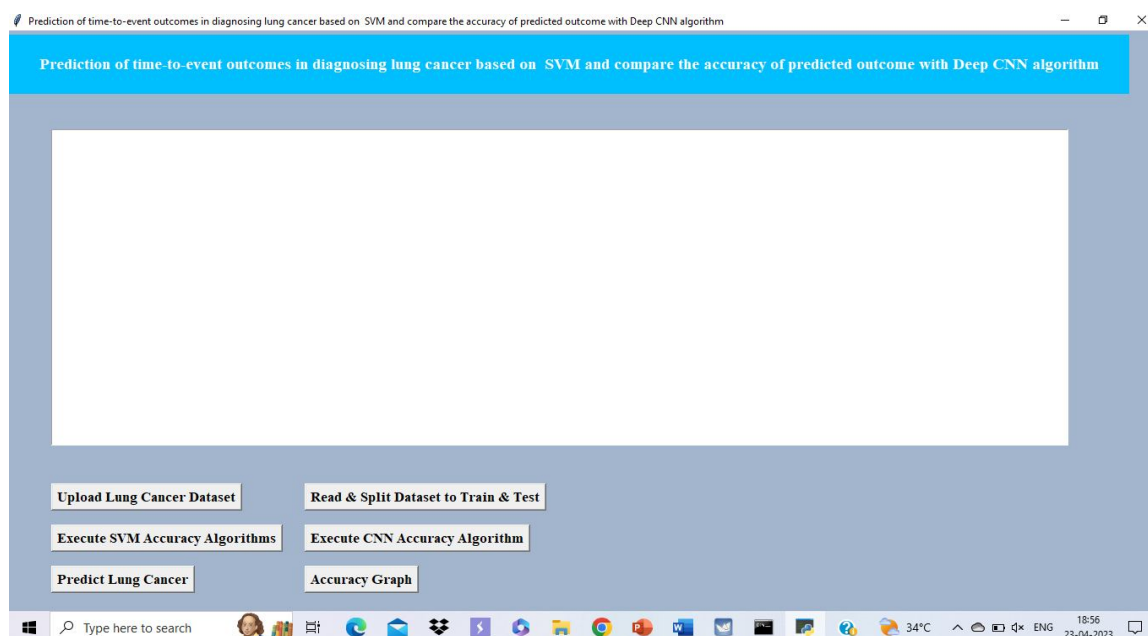 Prediction of time-to-event outcomes in diagnosing lung cancer based on  SVM and compare the accuracy of predicted outcome with Deep CNN algorithm
Prediction of time-to-event outcomes in diagnosing lung cancer based on  SVM and compare the accuracy of predicted outcome with Deep CNN algorithm
Upload Lung Cancer Dataset
Read & Split Dataset to Train & Test
Execute SVM Accuracy Algorithms
Execute CNN Accuracy Algorithm
Predict Lung Cancer
Accuracy Graph
Type here to search
34°C
ENG
18:56
23-04-2023